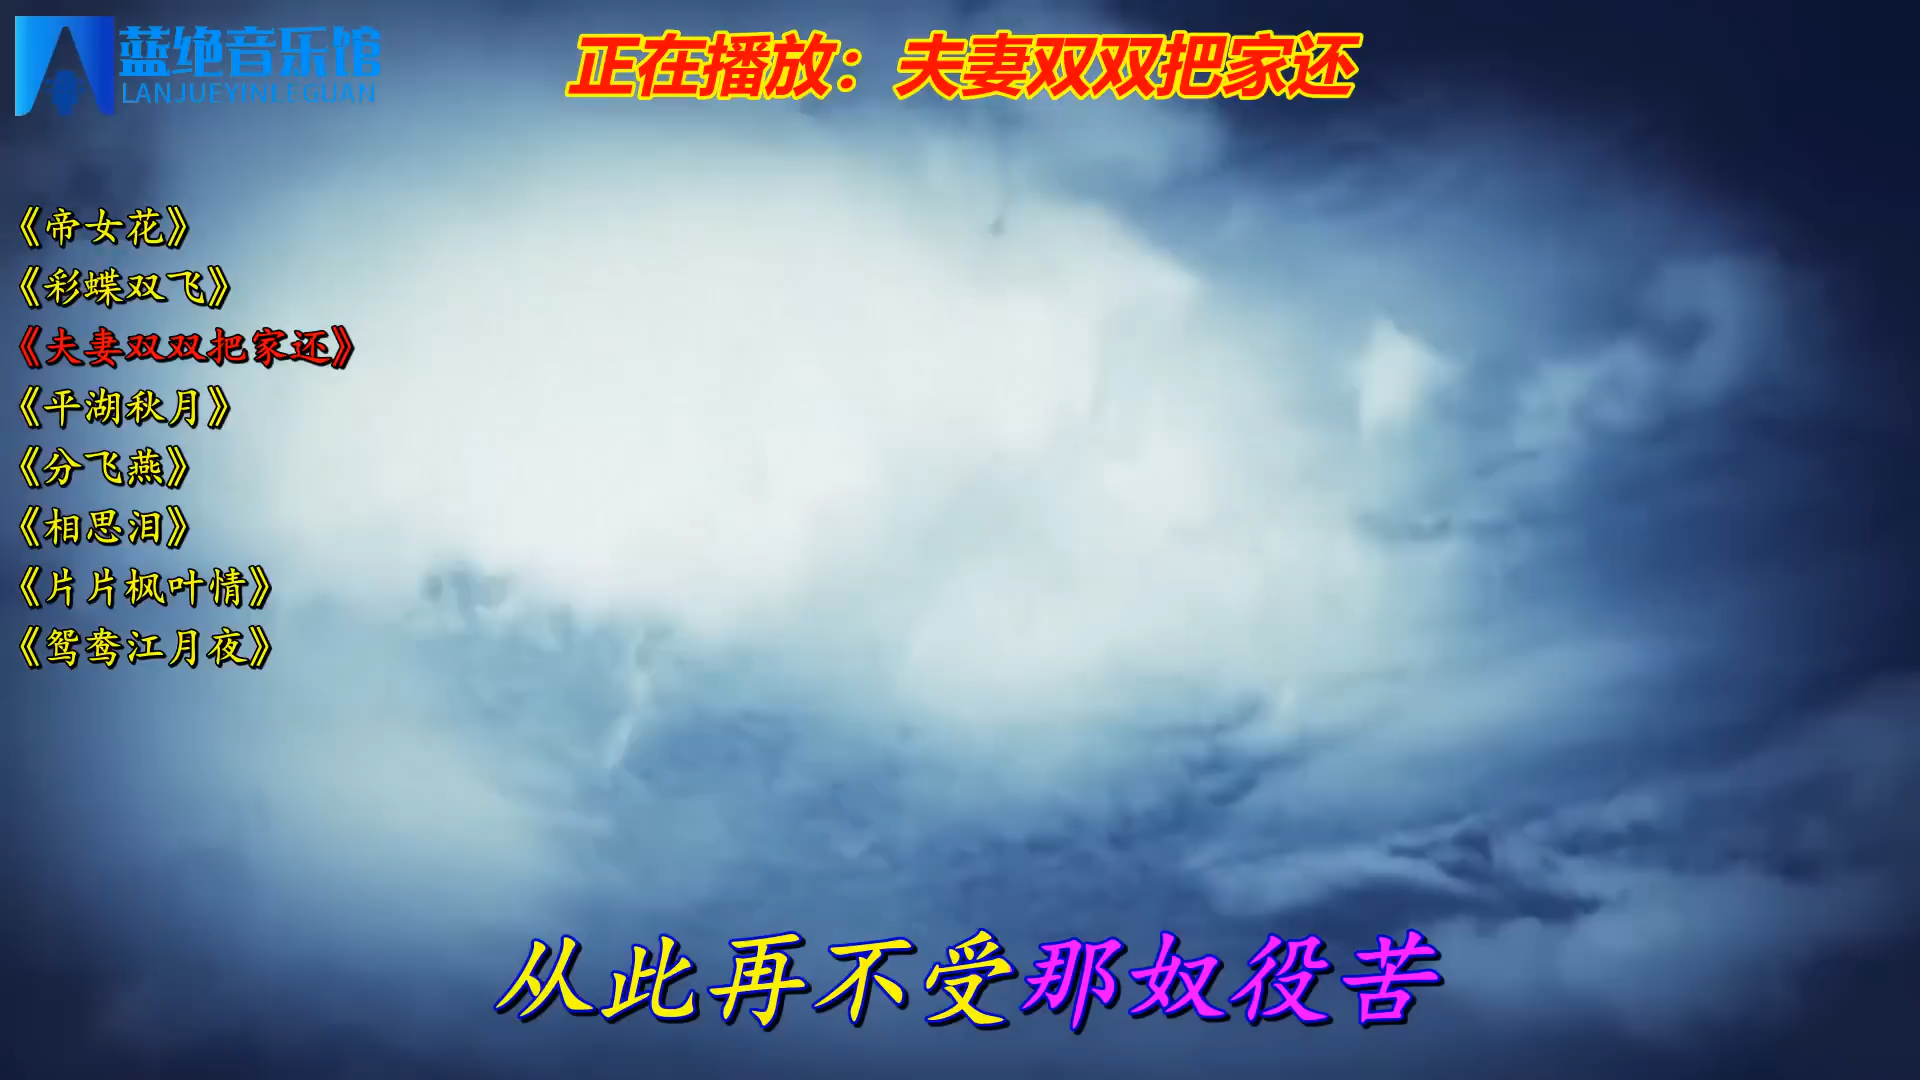 蓝绝音乐馆
LANJUEYINLEGUAN
正在播放：夫妻双双把家还
《帝女花》
《彩蝶双飞》
《夫妻双双把家还》
《平湖秋月》
《分飞燕》
《相思泪》
《片片枫叶情》
《鸳鸯江月夜》
从此再不受那奴役苦